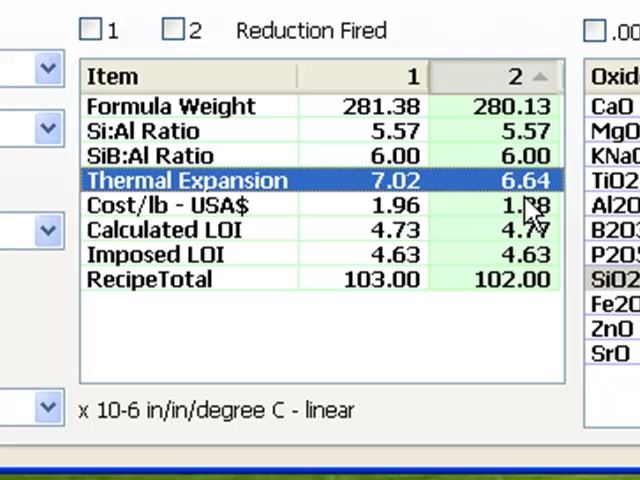 1 2 Reduction Fired .00
Item 1 2 Oxid
Formula Weight 281.38 280.13 CaO
Si:Al Ratio 5.57 5.57 MgO
SiB:Al Ratio 6.00 6.00 KNaO
Thermal Expansion 7.02 6.64 TiO2
Cost/lb - USA$ 1.96 Al2O
Calculated LOI 4.73 B2O3
Imposed LOI 4.63 4.63 P2O5
RecipeTotal 103.00 102.00 SiO2
Fe2O
ZnO
SrO
x 10-6 in/in/degree C - linear